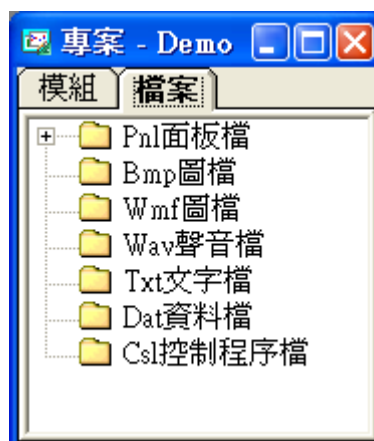 專案 - Demo
模組 檔案
Pnl面板檔
Bmp圖檔
Wmf圖檔
Wav聲音檔
Txt文字檔
Dat資料檔
Csl控制程序檔